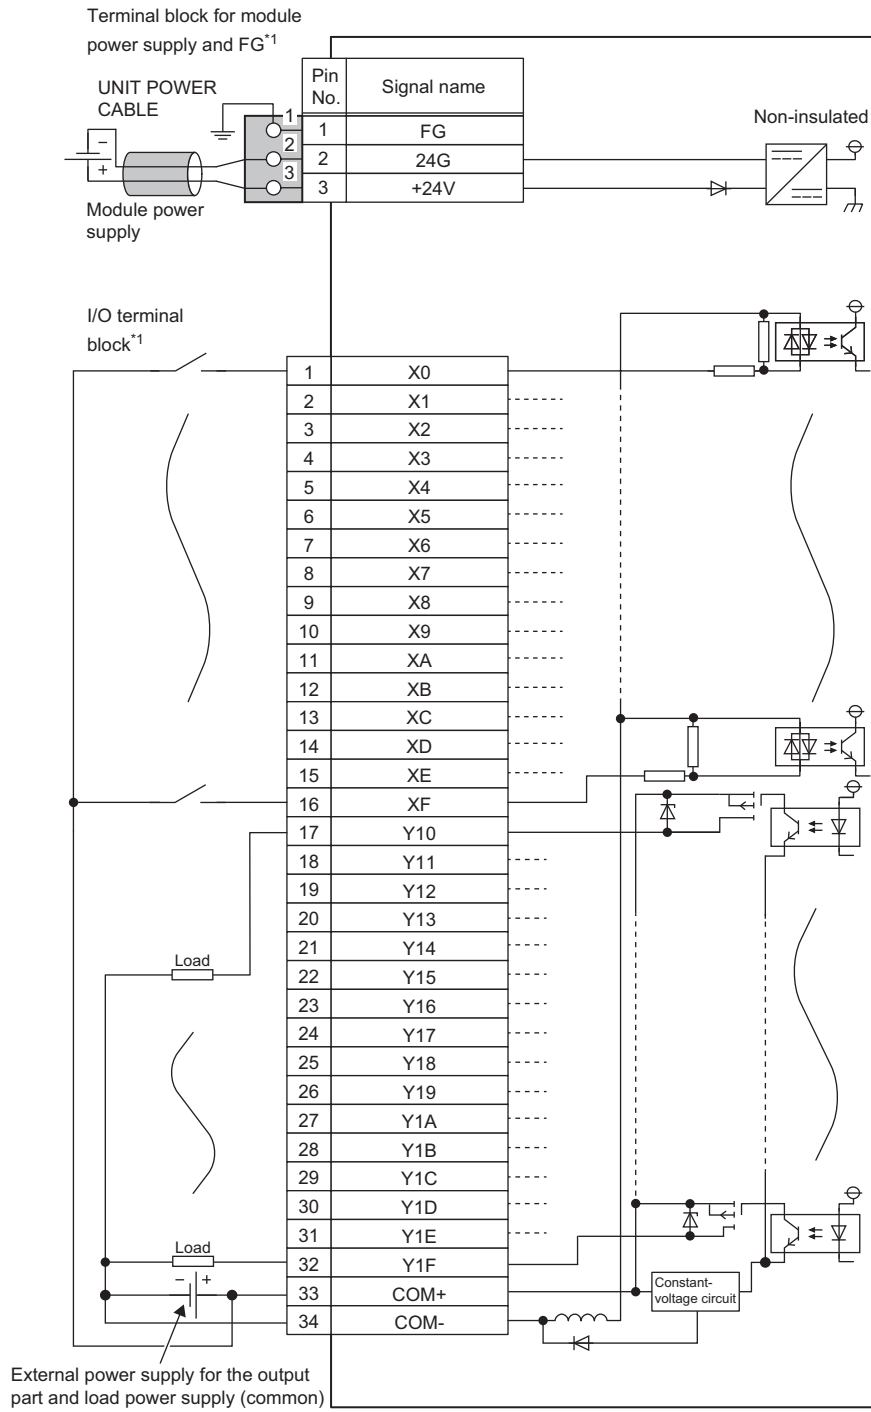 Terminal block for module
power supply and FG*1
UNIT POWER
CABLE
−
+
Module power
supply
1
2
3
Pin
No.
Signal name
1 FG
2 24G
3 +24V
Non-insulated
I/O terminal
block*1
1 X0
2 X1
3 X2
4 X3
5 X4
6 X5
7 X6
8 X7
9 X8
10 X9
11 XA
12 XB
13 XC
14 XD
15 XE
16 XF
17 Y10
18 Y11
19 Y12
20 Y13
21 Y14
22 Y15
23 Y16
24 Y17
25 Y18
26 Y19
27 Y1A
28 Y1B
29 Y1C
30 Y1D
31 Y1E
32 Y1F
33 COM+
34 COM-
Load
Load
− +
Constant-
voltage circuit
External power supply for the output
part and load power supply (common)